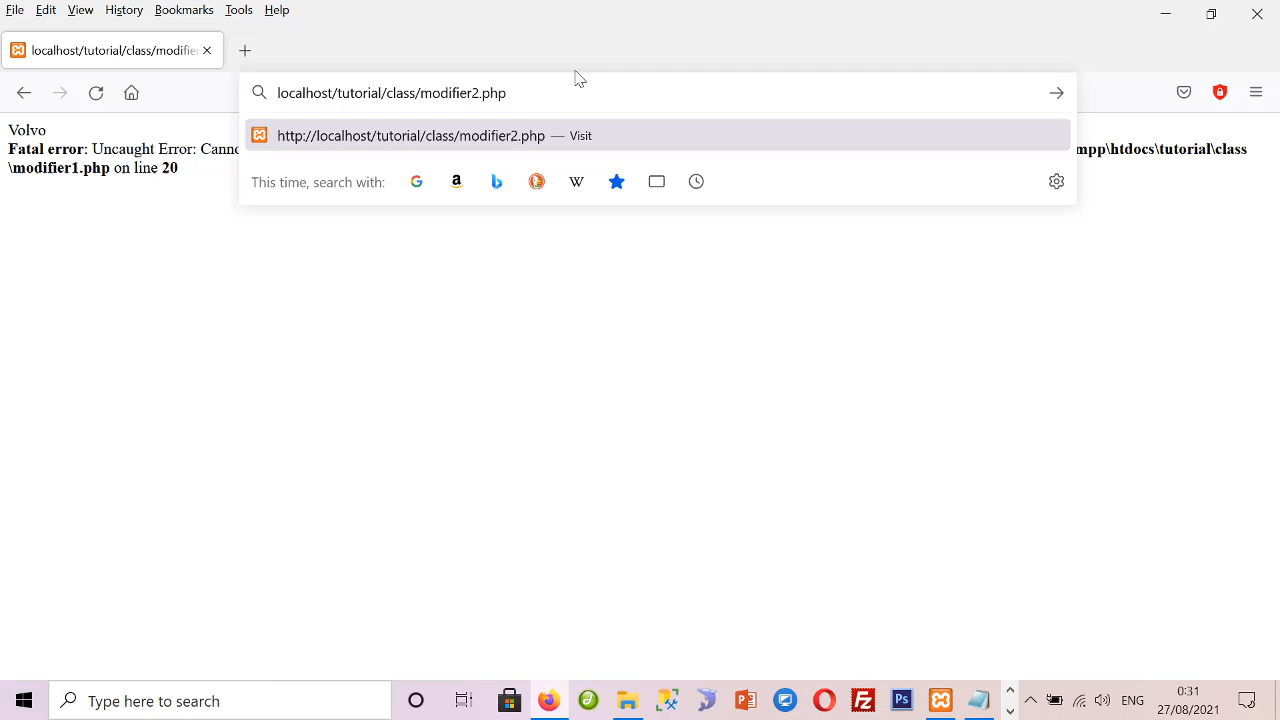 File Edit View History Bookmarks Tools Help
localhost/tutorial/class/modifier
localhost/tutorial/class/modifier2.php
http://localhost/tutorial/class/modifier2.php — Visit
This time, search with:
Volvo
Fatal error: Uncaught Error: Canno mpp\htdocs\tutorial\class
\modifier1.php on line 20
Type here to search
ENG
0:31
27/08/2021